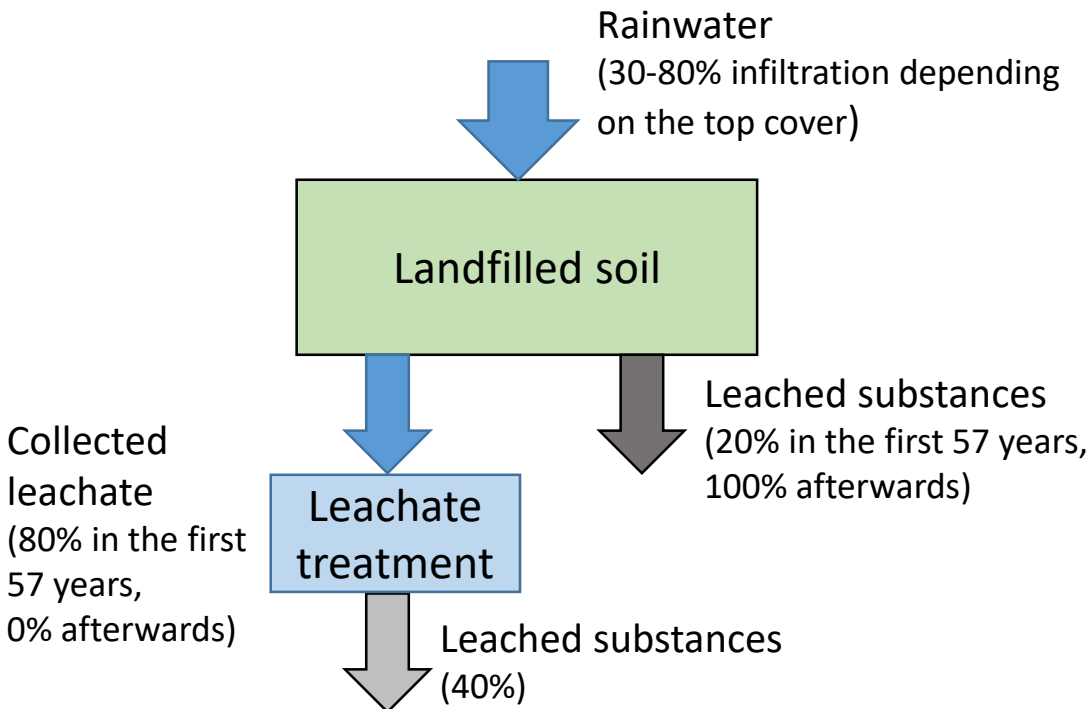 Rainwater
(30-80% infiltration depending
on the top cover)
Landfilled soil
Leached substances
(20% in the first 57 years,
100% afterwards)
Collected
leachate
(80% in the first
57 years,
0% afterwards)
Leachate
treatment
Leached substances
(40%)